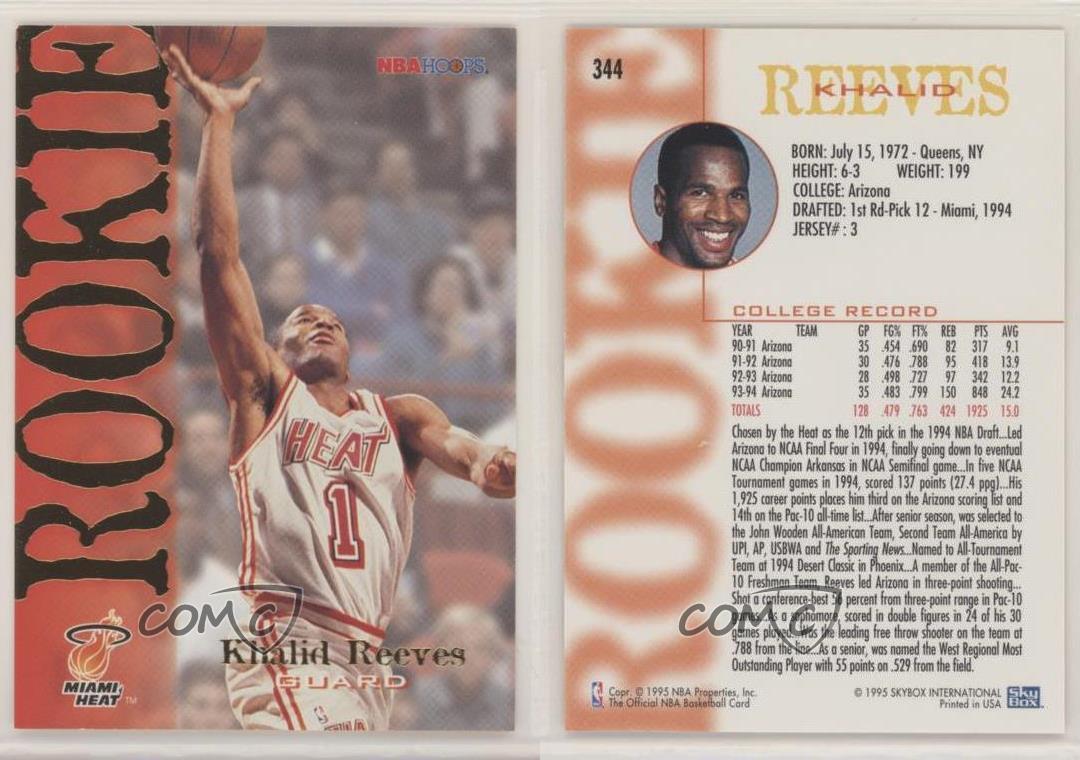 ROOKIE
NBA HOOPS
HEAT
1
MIAMI HEAT TM
COMC
Khalid Reeves
GUARD
344
ROOKIE
REEVES
KHALID
BORN: July 15, 1972 - Queens, NY
HEIGHT: 6-3 WEIGHT: 199
COLLEGE: Arizona
DRAFTED: 1st Rd-Pick 12 - Miami, 1994
JERSEY# : 3
COLLEGE RECORD
YEAR TEAM GP FG% FT% REB PTS AVG
90-91 Arizona 35 .454 .690 82 317 9.1
91-92 Arizona 30 .476 .788 95 418 13.9
92-93 Arizona 28 .498 .727 97 342 12.2
93-94 Arizona 35 .483 .799 150 848 24.2
TOTALS 128 .479 .763 424 1925 15.0
Chosen by the Heat as the 12th pick in the 1994 NBA Draft...Led
Arizona to NCAA Final Four in 1994, finally going down to eventual
NCAA Champion Arkansas in NCAA Semifinal game...In five NCAA
Tournament games in 1994, scored 137 points (27.4 ppg)...His
1,925 career points places him third on the Arizona scoring list and
14th on the Pac-10 all-time list...After senior season, was selected to
the John Wooden All-American Team, Second Team All-America by
UPI, AP, USBWA and The Sporting News...Named to All-Tournament
Team at 1994 Desert Classic in Phoenix...A member of the All-Pac-
10 Freshman Team, Reeves led Arizona in three-point shooting...
Shot a conference-best percent from three-point range in Pac-10
games...As a sophomore, scored in double figures in 24 of his 30
games played...Was the leading free throw shooter on the team at
.788 from the line...As a senior, was named the West Regional Most
Outstanding Player with 55 points on .529 from the field.
COMC
Copr. © 1995 NBA Properties, Inc.
The Official NBA Basketball Card
© 1995 SKYBOX INTERNATIONAL
Printed in USA
SkyBox